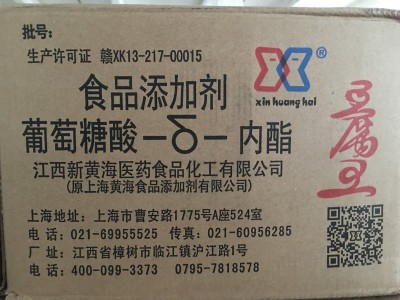 批号:
生产许可证 赣XK13-217-00015
xin huang hai
®
食品添加剂
葡萄糖酸-δ-内酯
豆腐王
江西新黄海医药食品化工有限公司
(原上海黄海食品添加剂有限公司)
上海地址: 上海市曹安路1775号A座524室
电 话: 021-69955525 传真: 021-60956285
厂 址: 江西省樟树市临江镇沪江路1号
电 话: 400-099-3373 0795-7818578